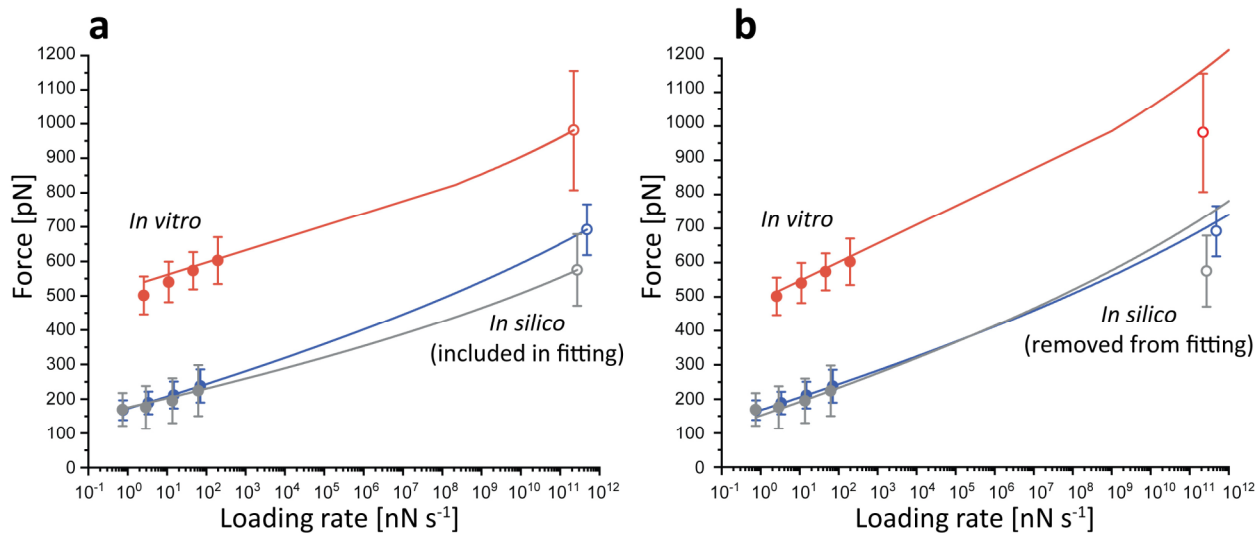 a
1200
1100
1000
900
800
700
600
500
400
300
200
100
0
Force [pN]
In vitro
In silico
(included in fitting)
10⁻¹ 10⁰ 10¹ 10² 10³ 10⁴ 10⁵ 10⁶ 10⁷ 10⁸ 10⁹ 10¹⁰ 10¹¹ 10¹²
Loading rate [nN s⁻¹]
b
1200
1100
1000
900
800
700
600
500
400
300
200
100
0
Force [pN]
In vitro
In silico
(removed from fitting)
10⁻¹ 10⁰ 10¹ 10² 10³ 10⁴ 10⁵ 10⁶ 10⁷ 10⁸ 10⁹ 10¹⁰ 10¹¹ 10¹²
Loading rate [nN s⁻¹]